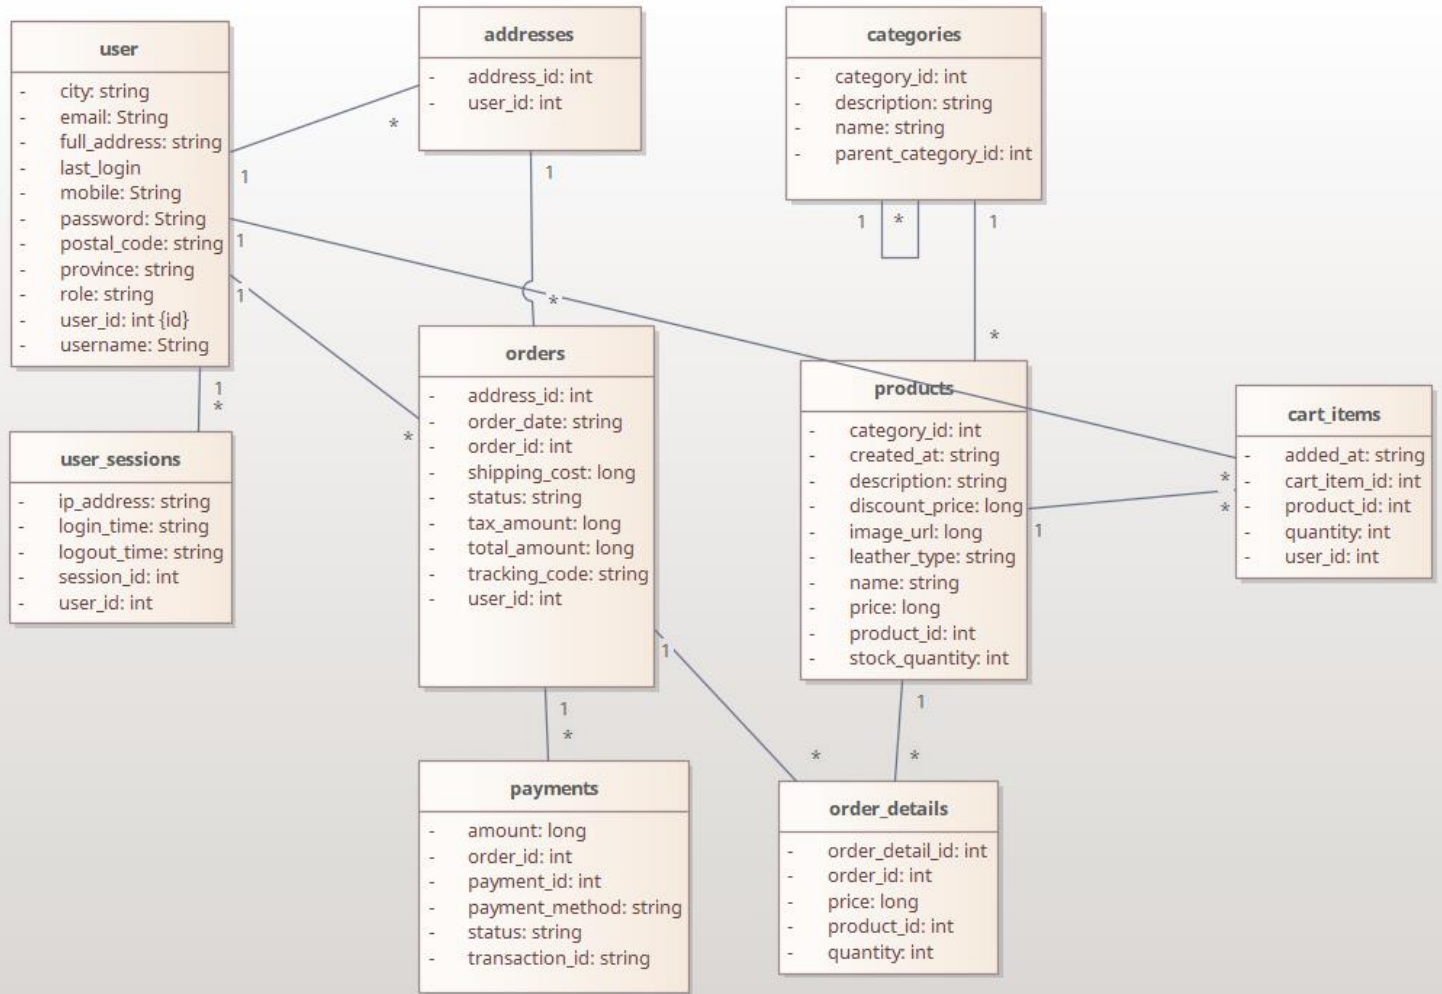 user
- city: string
- email: String
- full_address: string
- last_login
- mobile: String
- password: String
- postal_code: string
- province: string
- role: string
- user_id: int {id}
- username: String
addresses
- address_id: int
- user_id: int
categories
- category_id: int
- description: string
- name: string
- parent_category_id: int
*
1
1
1
*
1
1
1
*
1
*
*
1
*
user_sessions
- ip_address: string
- login_time: string
- logout_time: string
- session_id: int
- user_id: int
orders
- address_id: int
- order_date: string
- order_id: int
- shipping_cost: long
- status: string
- tax_amount: long
- total_amount: long
- tracking_code: string
- user_id: int
products
- category_id: int
- created_at: string
- description: string
- discount_price: long
- image_url: long
- leather_type: string
- name: string
- price: long
- product_id: int
- stock_quantity: int
cart_items
- added_at: string
- cart_item_id: int
- product_id: int
- quantity: int
- user_id: int
*
*
*
1
1
1
*
1
*
*
payments
- amount: long
- order_id: int
- payment_id: int
- payment_method: string
- status: string
- transaction_id: string
order_details
- order_detail_id: int
- order_id: int
- price: long
- product_id: int
- quantity: int